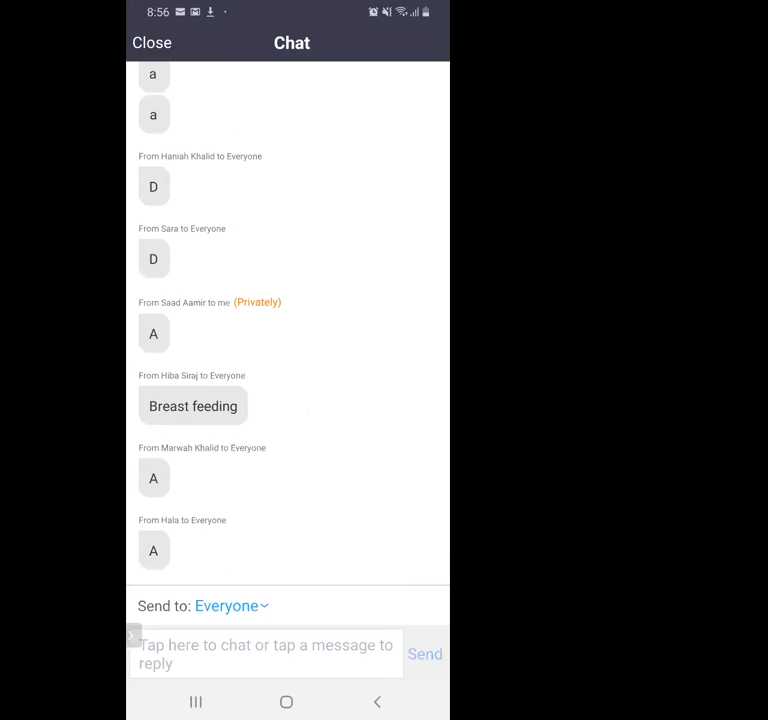 8:56
Close
Chat
a
a
From Haniah Khalid to Everyone
D
From Sara to Everyone
D
From Saad Aamir to me (Privately)
A
From Hiba Siraj to Everyone
Breast feeding
From Marwah Khalid to Everyone
A
From Hala to Everyone
A
Send to: Everyone
Tap here to chat or tap a message to
reply
Send